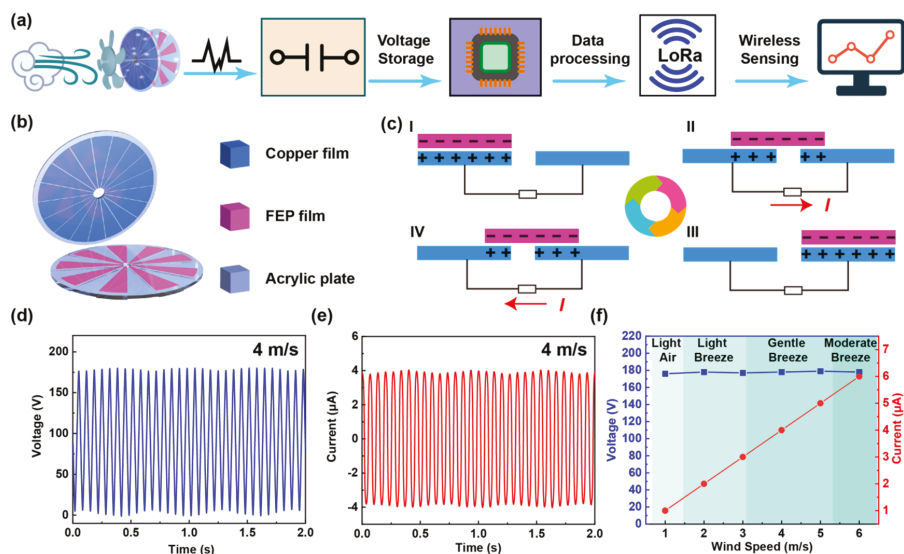 (a)
Voltage
Storage
Data
processing
LoRa
Wireless
Sensing
(b)
Copper film
FEP film
Acrylic plate
(c)
I
− − − − − −
+ + + + + +
II
− − − − − −
+ + + + +
I
IV
− − − − − −
+ + + +
+ +
I
III
− − − − − −
+ + + + + +
(d)
4 m/s
Voltage (V)
200
150
100
50
0
0.0 0.5 1.0 1.5 2.0
Time (s)
(e)
4 m/s
Current (μA)
6
4
2
0
-2
-4
-6
0.0 0.5 1.0 1.5 2.0
Time (s)
(f)
Light
Air
Light
Breeze
Gentle
Breeze
Moderate
Breeze
Voltage (V)
220
200
180
160
140
120
100
80
60
40
20
0
Current (μA)
7
6
5
4
3
2
1
1 2 3 4 5 6
Wind Speed (m/s)